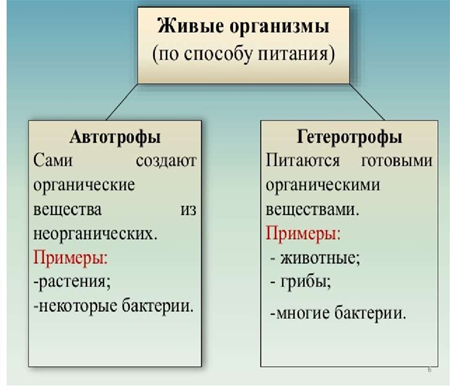 Живые организмы
(по способу питания)
Автотрофы
Сами создают
органические
вещества из
неорганических.
Примеры:
-растения;
-некоторые бактерии.
Гетеротрофы
Питаются готовыми
органическими
веществами.
Примеры:
- животные;
- грибы;
-многие бактерии.
6